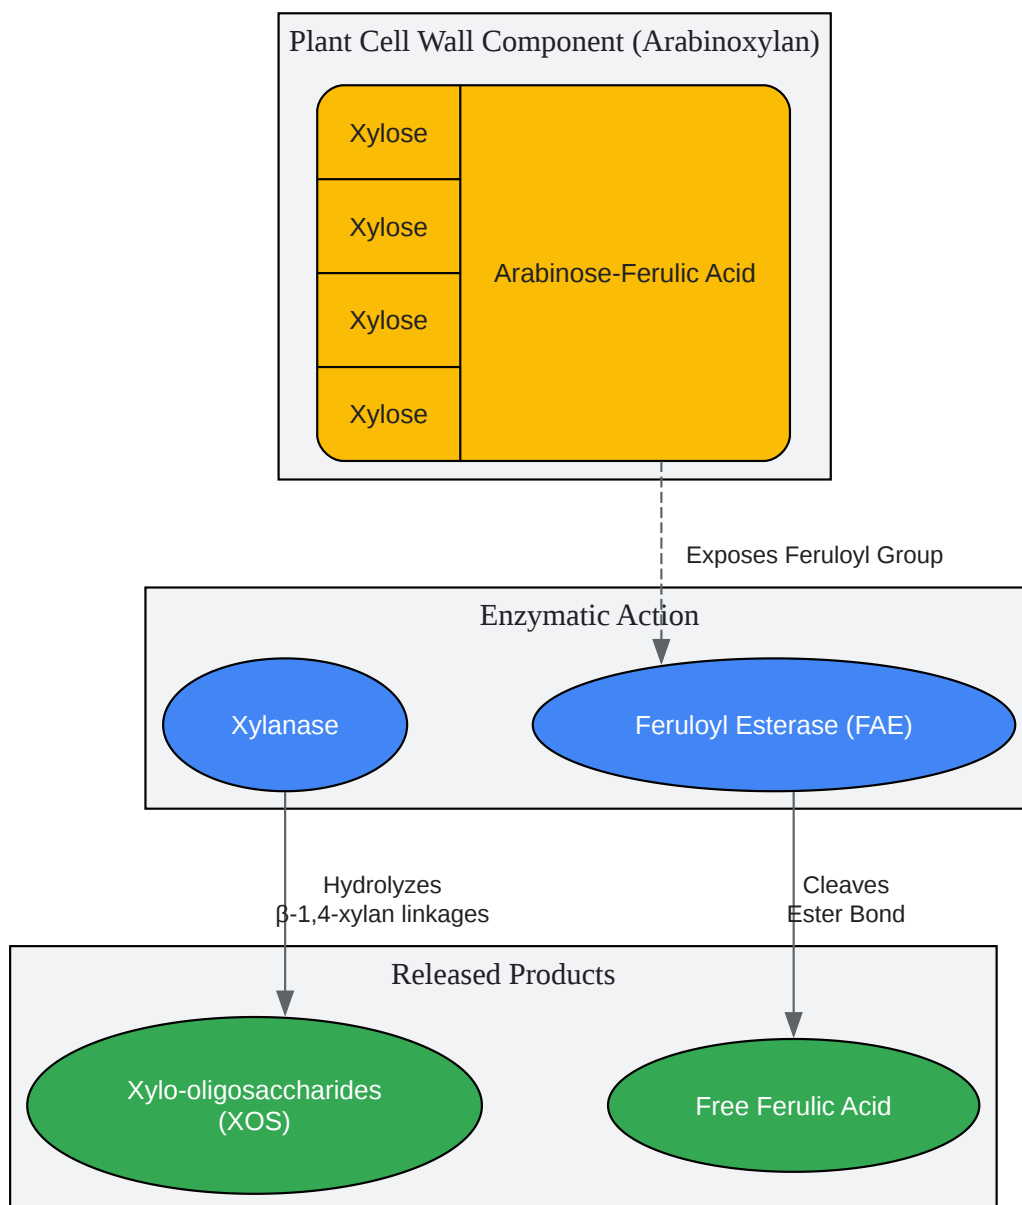 Plant Cell Wall Component (Arabinoxylan)
Xylose
Xylose
Xylose
Xylose
Arabinose-Ferulic Acid
Exposes Feruloyl Group
Enzymatic Action
Xylanase
Feruloyl Esterase (FAE)
Hydrolyzes
β-1,4-xylan linkages
Cleaves
Ester Bond
Released Products
Xylo-oligosaccharides
(XOS)
Free Ferulic Acid